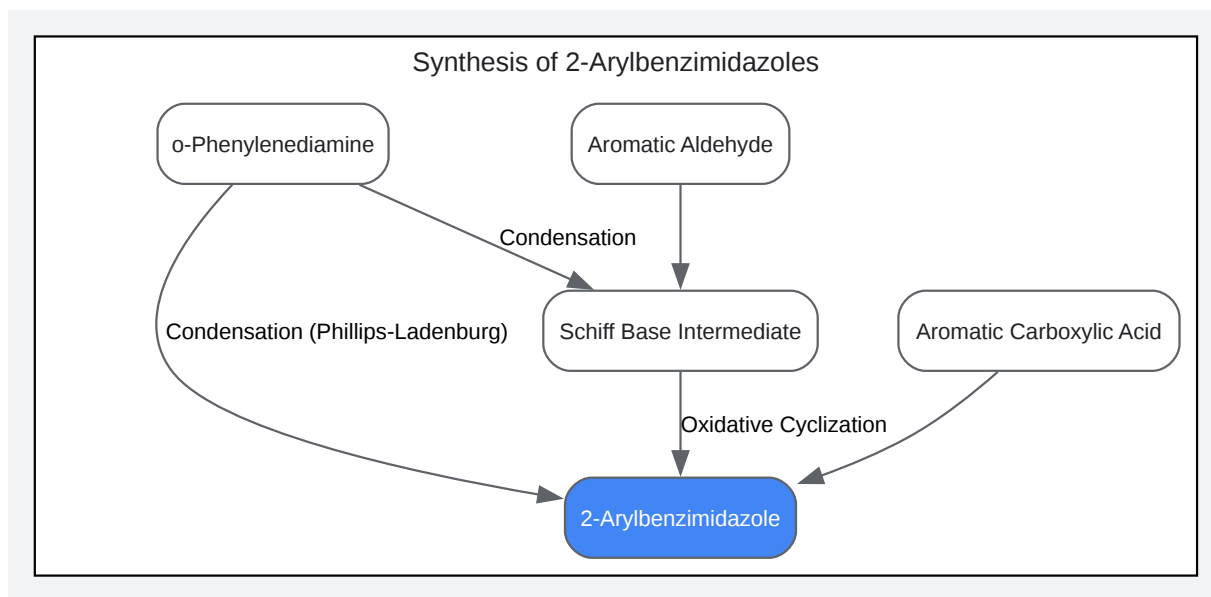 Synthesis of 2-Arylbenzimidazoles
o-Phenylenediamine
Aromatic Aldehyde
Condensation
Condensation (Phillips-Ladenburg)
Schiff Base Intermediate
Aromatic Carboxylic Acid
Oxidative Cyclization
2-Arylbenzimidazole